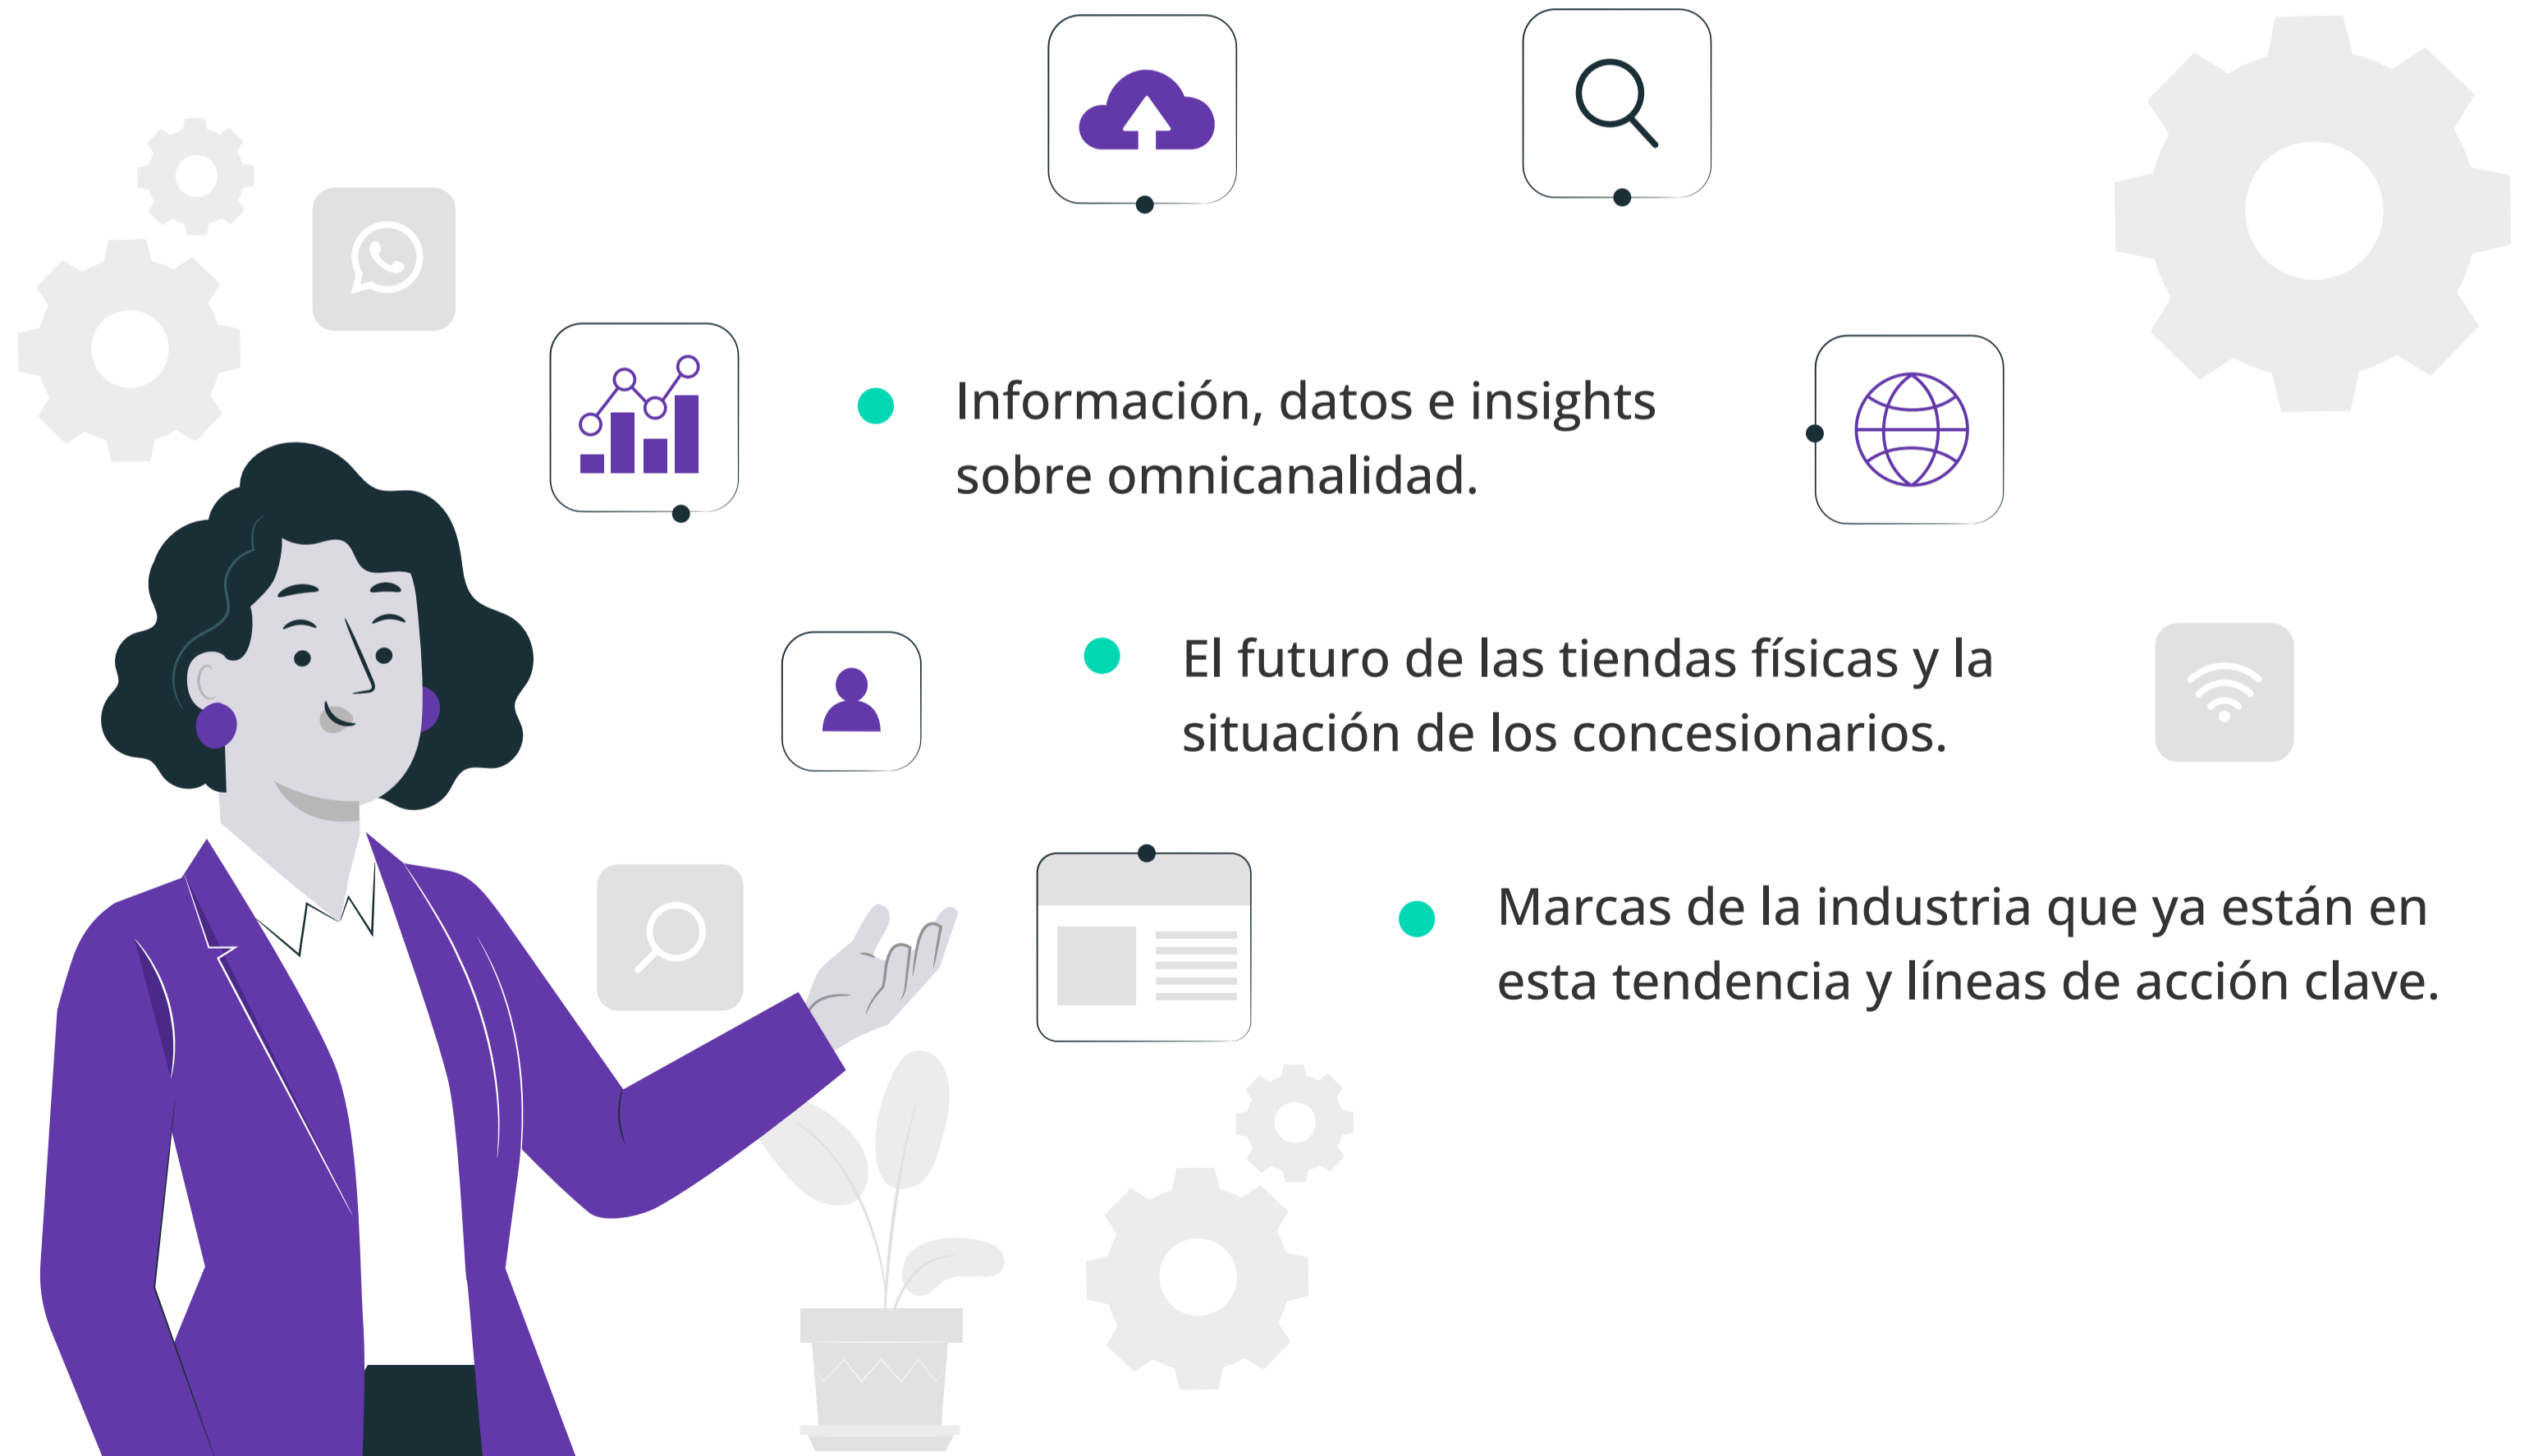 Información, datos e insights
sobre omnicanalidad.
El futuro de las tiendas físicas y la
situación de los concesionarios.
Marcas de la industria que ya están en
esta tendencia y líneas de acción clave.